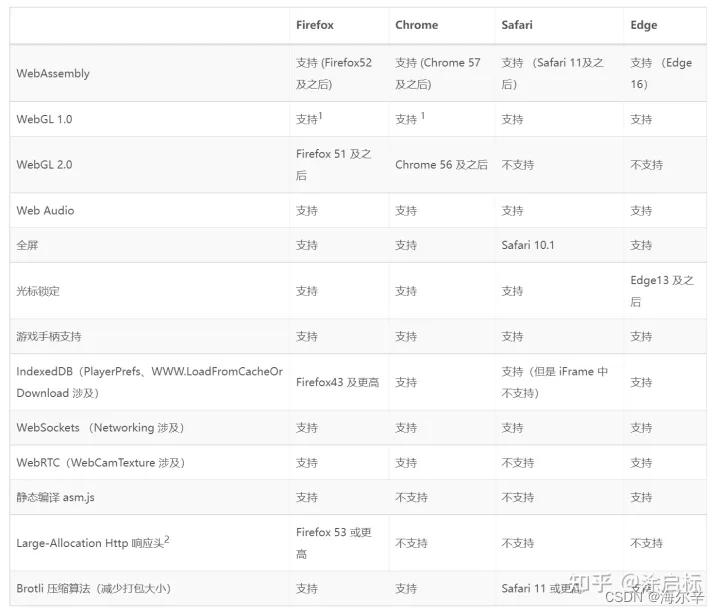 Firefox Chrome Safari Edge
支持 (Firefox52 支持 (Chrome 57 支持 （Safari 11及之 支持 （Edge
WebAssembly
及之后) 及之后) 后） 16）
WebGL 1.0 支持1 支持 1 支持 支持
Firefox 51 及之
WebGL 2.0 Chrome 56 及之后 不支持 不支持
后
Web Audio 支持 支持 支持 支持
全屏 支持 支持 Safari 10.1 支持
Edge13 及之
光标锁定 支持 支持 支持
后
游戏手柄支持 支持 支持 支持 支持
IndexedDB（PlayerPrefs、WWW.LoadFromCacheOr 支持（但是 iFrame 中
Firefox43 及更高 支持 支持
Download 涉及） 不支持）
WebSockets （Networking 涉及） 支持 支持 支持 支持
WebRTC（WebCamTexture 涉及） 支持 支持 不支持 支持
静态编译 asm.js 支持 不支持 不支持 支持
Firefox 53 或更
Large-Allocation Http 响应头2 不支持 不支持 不支持
高
Brotli 压缩算法（减少打包大小） 支持 支持 Safari 11 或更高 支持
知乎 @涂启标
CSDN @海尔辛